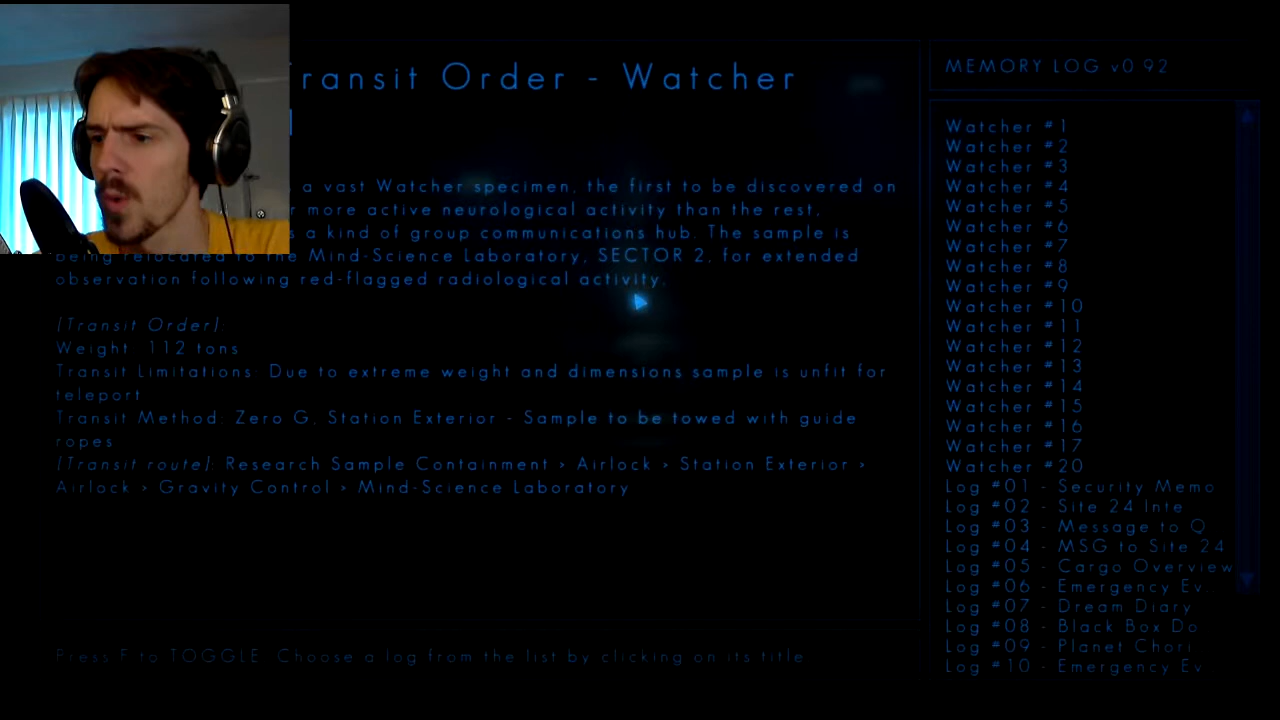 ransit Order - Watcher
a vast Watcher specimen, the first to be discovered on
more active neurological activity than the rest,
a kind of group communications hub. The sample is
being relocated to the Mind-Science Laboratory, SECTOR 2, for extended
observation following red-flagged radiological activity.
[Transit Order]:
Weight: 112 tons
Transit Limitations: Due to extreme weight and dimensions sample is unfit for
teleport
Transit Method: Zero G, Station Exterior - Sample to be towed with guide
ropes
[Transit route]: Research Sample Containment > Airlock > Station Exterior >
Airlock > Gravity Control > Mind-Science Laboratory
Press F to TOGGLE. Choose a log from the list by clicking on its title
MEMORY LOG v0.92
Watcher #1
Watcher #2
Watcher #3
Watcher #4
Watcher #5
Watcher #6
Watcher #7
Watcher #8
Watcher #9
Watcher #10
Watcher #11
Watcher #12
Watcher #13
Watcher #14
Watcher #15
Watcher #16
Watcher #17
Watcher #20
Log #01 - Security Memo
Log #02 - Site 24 Inte
Log #03 - Message to Q
Log #04 - MSG to Site 24
Log #05 - Cargo Overview
Log #06 - Emergency Ev.
Log #07 - Dream Diary
Log #08 - Black Box Do
Log #09 - Planet Chori
Log #10 - Emergency Ev